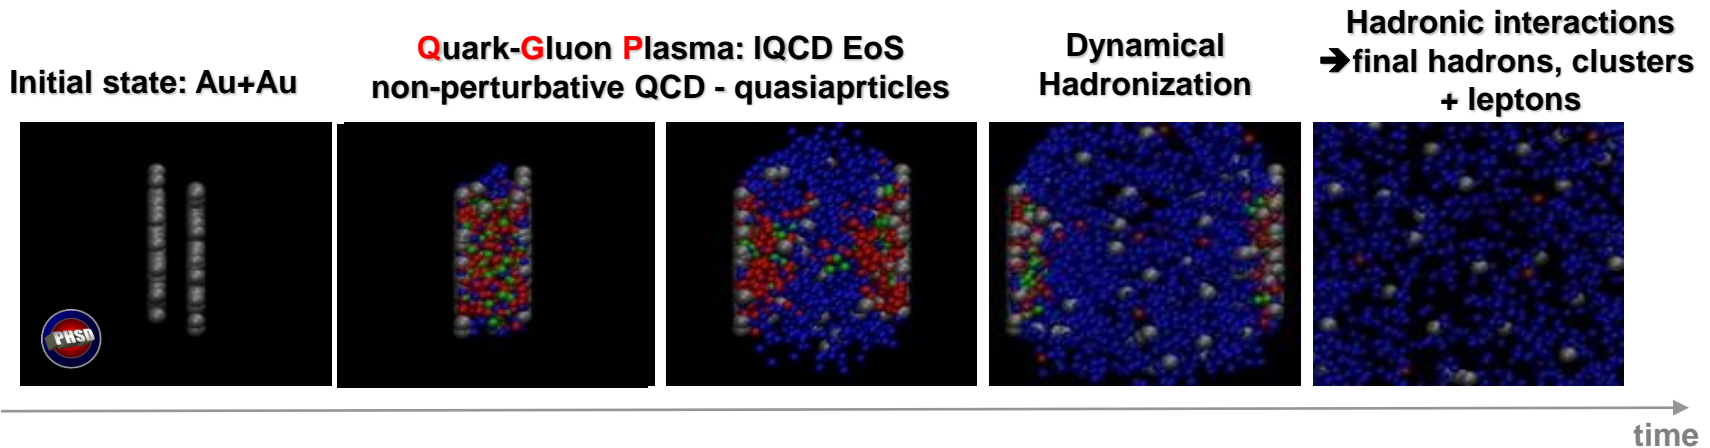 Initial state: Au+Au
Quark-Gluon Plasma: lQCD EoS
non-perturbative QCD - quasiaprticles
Dynamical
Hadronization
Hadronic interactions
➔final hadrons, clusters
+ leptons
PHSD
time